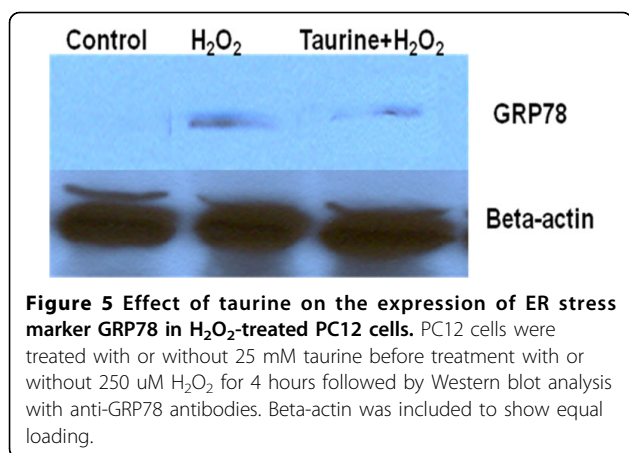 Control H₂O₂ Taurine+H₂O₂
GRP78
Beta-actin
Figure 5 Effect of taurine on the expression of ER stress
marker GRP78 in H₂O₂-treated PC12 cells. PC12 cells were
treated with or without 25 mM taurine before treatment with or
without 250 uM H₂O₂ for 4 hours followed by Western blot analysis
with anti-GRP78 antibodies. Beta-actin was included to show equal
loading.